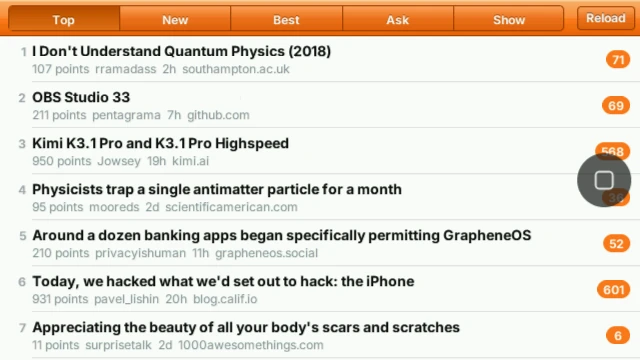 Top New Best Ask Show Reload
1 I Don't Understand Quantum Physics (2018)
107 points rramadass 2h southampton.ac.uk
71
2 OBS Studio 33
211 points pentagrama 7h github.com
69
3 Kimi K3.1 Pro and K3.1 Pro Highspeed
950 points Jowsey 19h kimi.ai
568
4 Physicists trap a single antimatter particle for a month
95 points mooreds 2d scientificamerican.com
5 Around a dozen banking apps began specifically permitting GrapheneOS
210 points privacyishuman 11h grapheneos.social
52
6 Today, we hacked what we'd set out to hack: the iPhone
931 points pavel_lishin 20h blog.calif.io
601
7 Appreciating the beauty of all your body's scars and scratches
11 points surprisetalk 2d 1000awesomethings.com
6